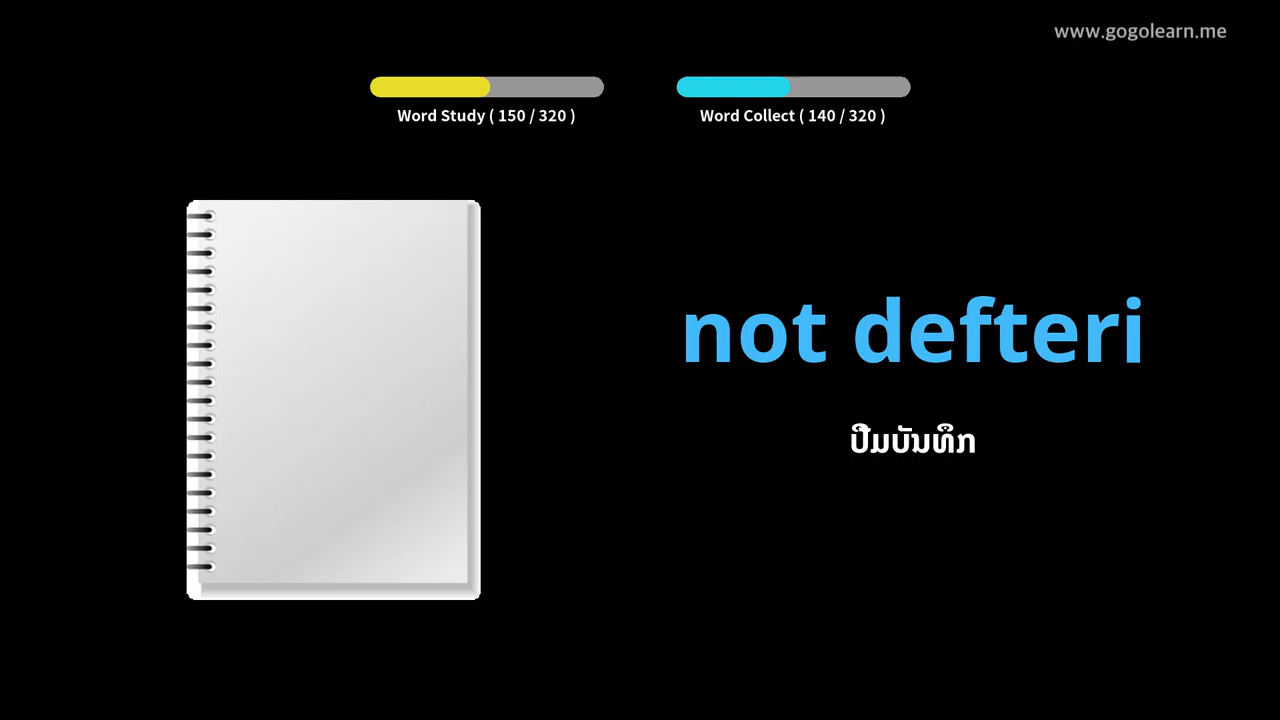 www.gogolearn.me
Word Study ( 150 / 320 )
Word Collect ( 140 / 320 )
not defteri
ປຶ້ມບັນທຶກ